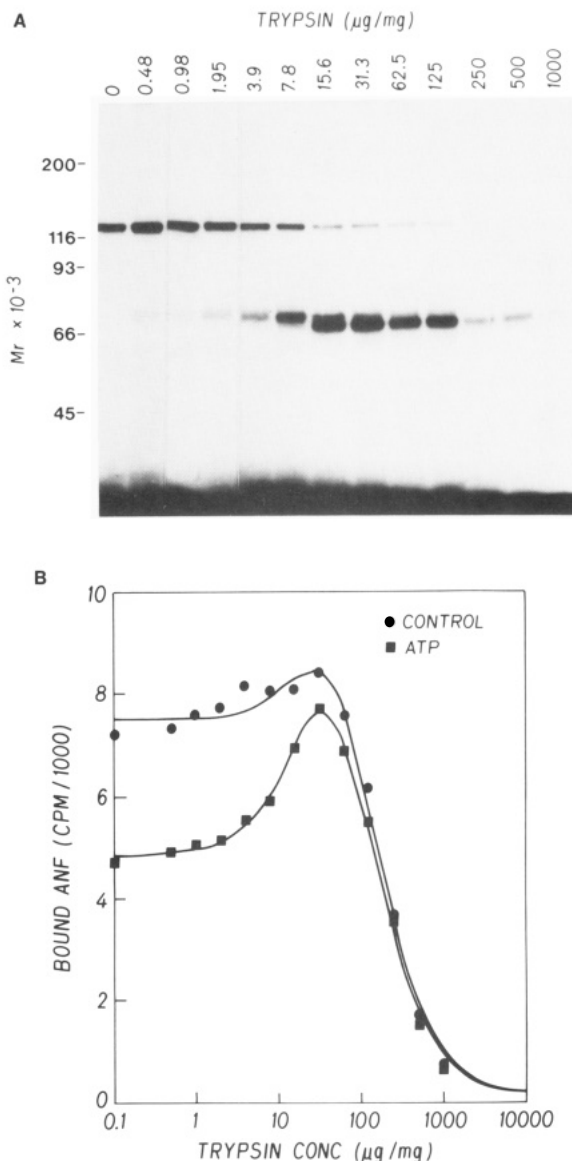 A
TRYPSIN (µg/mg)
0 0.48 0.98 1.95 3.9 7.8 15.6 31.3 62.5 125 250 500 1000
Mr x 10-3
200-
116-
93-
66-
45-
B
10
8
6
4
2
0
BOUND ANF (CPM/1000)
● CONTROL
■ ATP
0.1 1 10 100 1000 10000
TRYPSIN CONC (µg/mg)